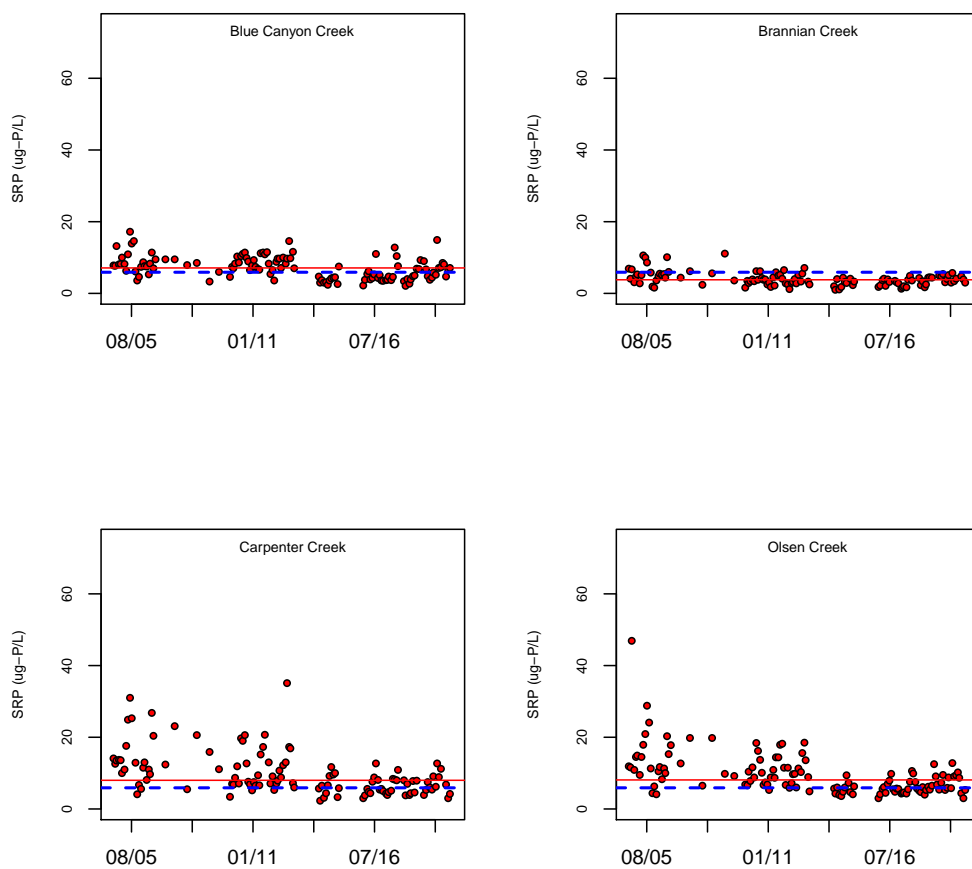 Blue Canyon Creek
SRP (ug−P/L)
0 20 40 60
08/05 01/11 07/16
Brannian Creek
SRP (ug−P/L)
0 20 40 60
08/05 01/11 07/16
Carpenter Creek
SRP (ug−P/L)
0 20 40 60
08/05 01/11 07/16
Olsen Creek
SRP (ug−P/L)
0 20 40 60
08/05 01/11 07/16